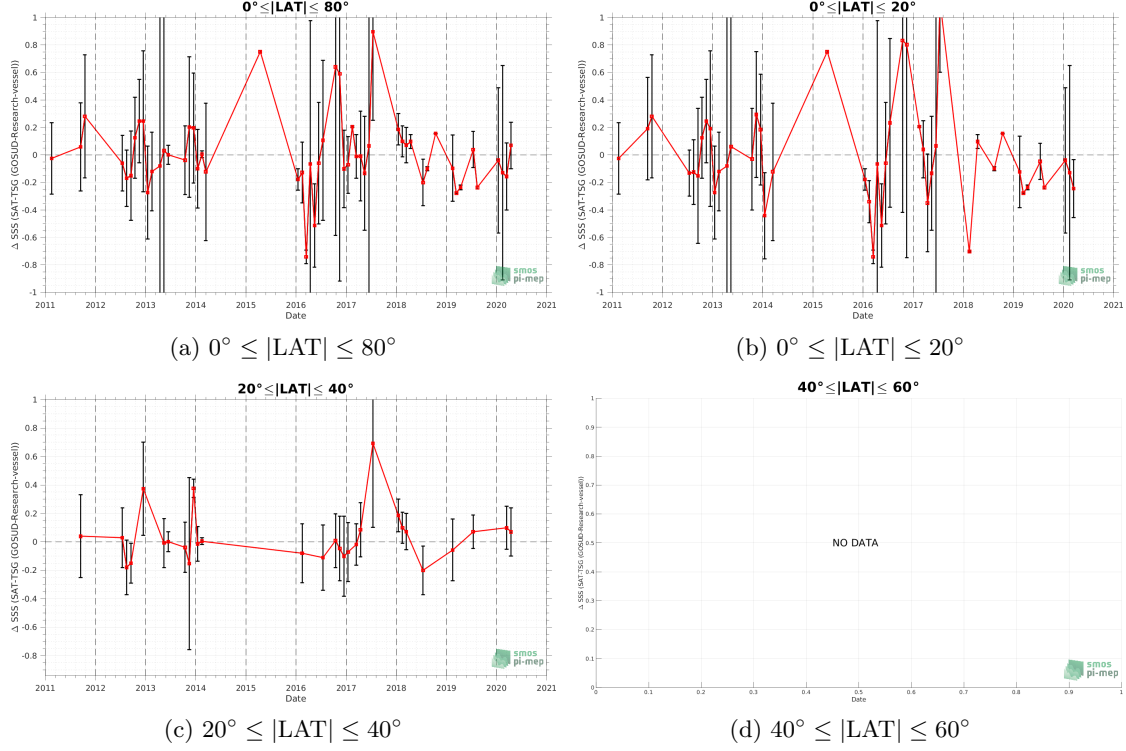 0°≤|LAT|≤ 80°
Δ SSS (SAT-TSG (GOSUD-Research-vessel))
1
0.8
0.6
0.4
0.2
0
-0.2
-0.4
-0.6
-0.8
-1
2011 2012 2013 2014 2015 2016 2017 2018 2019 2020 2021
Date
smos
pi-mep
(a) 0° ≤ |LAT| ≤ 80°
0°≤|LAT|≤ 20°
Δ SSS (SAT-TSG (GOSUD-Research-vessel))
1
0.8
0.6
0.4
0.2
0
-0.2
-0.4
-0.6
-0.8
-1
2011 2012 2013 2014 2015 2016 2017 2018 2019 2020 2021
Date
smos
pi-mep
(b) 0° ≤ |LAT| ≤ 20°
20°≤|LAT|≤ 40°
Δ SSS (SAT-TSG (GOSUD-Research-vessel))
1
0.8
0.6
0.4
0.2
0
-0.2
-0.4
-0.6
-0.8
2011 2012 2013 2014 2015 2016 2017 2018 2019 2020 2021
Date
smos
pi-mep
(c) 20° ≤ |LAT| ≤ 40°
40°≤|LAT|≤ 60°
Δ SSS (SAT-TSG (GOSUD-Research-vessel))
1
0.9
0.8
0.7
0.6
0.5
0.4
0.3
0.2
0.1
0
NO DATA
0 0.1 0.2 0.3 0.4 0.5 0.6 0.7 0.8 0.9 1
Date
smos
pi-mep
(d) 40° ≤ |LAT| ≤ 60°